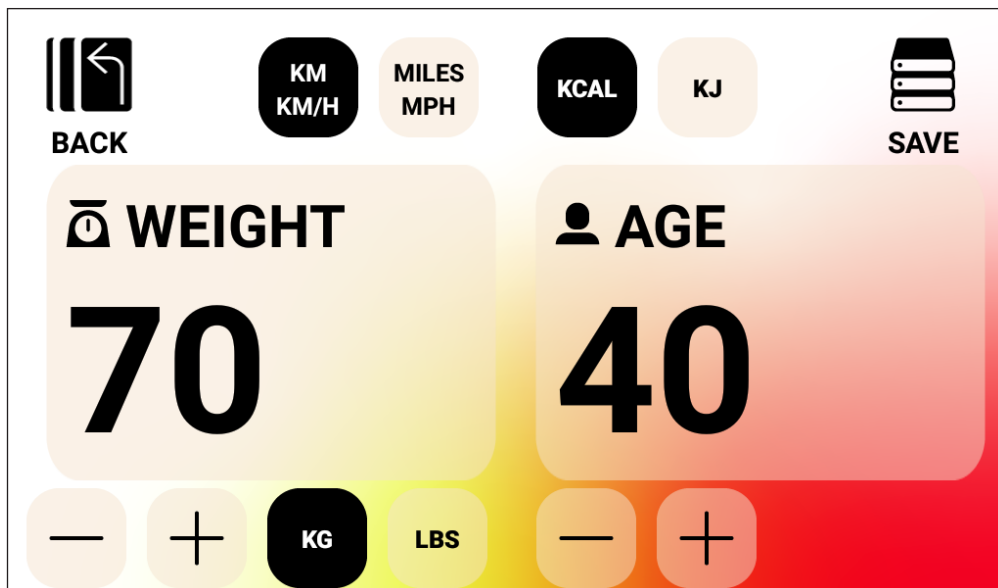 KM
KM/H
MILES
MPH
KCAL
KJ
BACK
SAVE
WEIGHT
AGE
70
40
KG
LBS